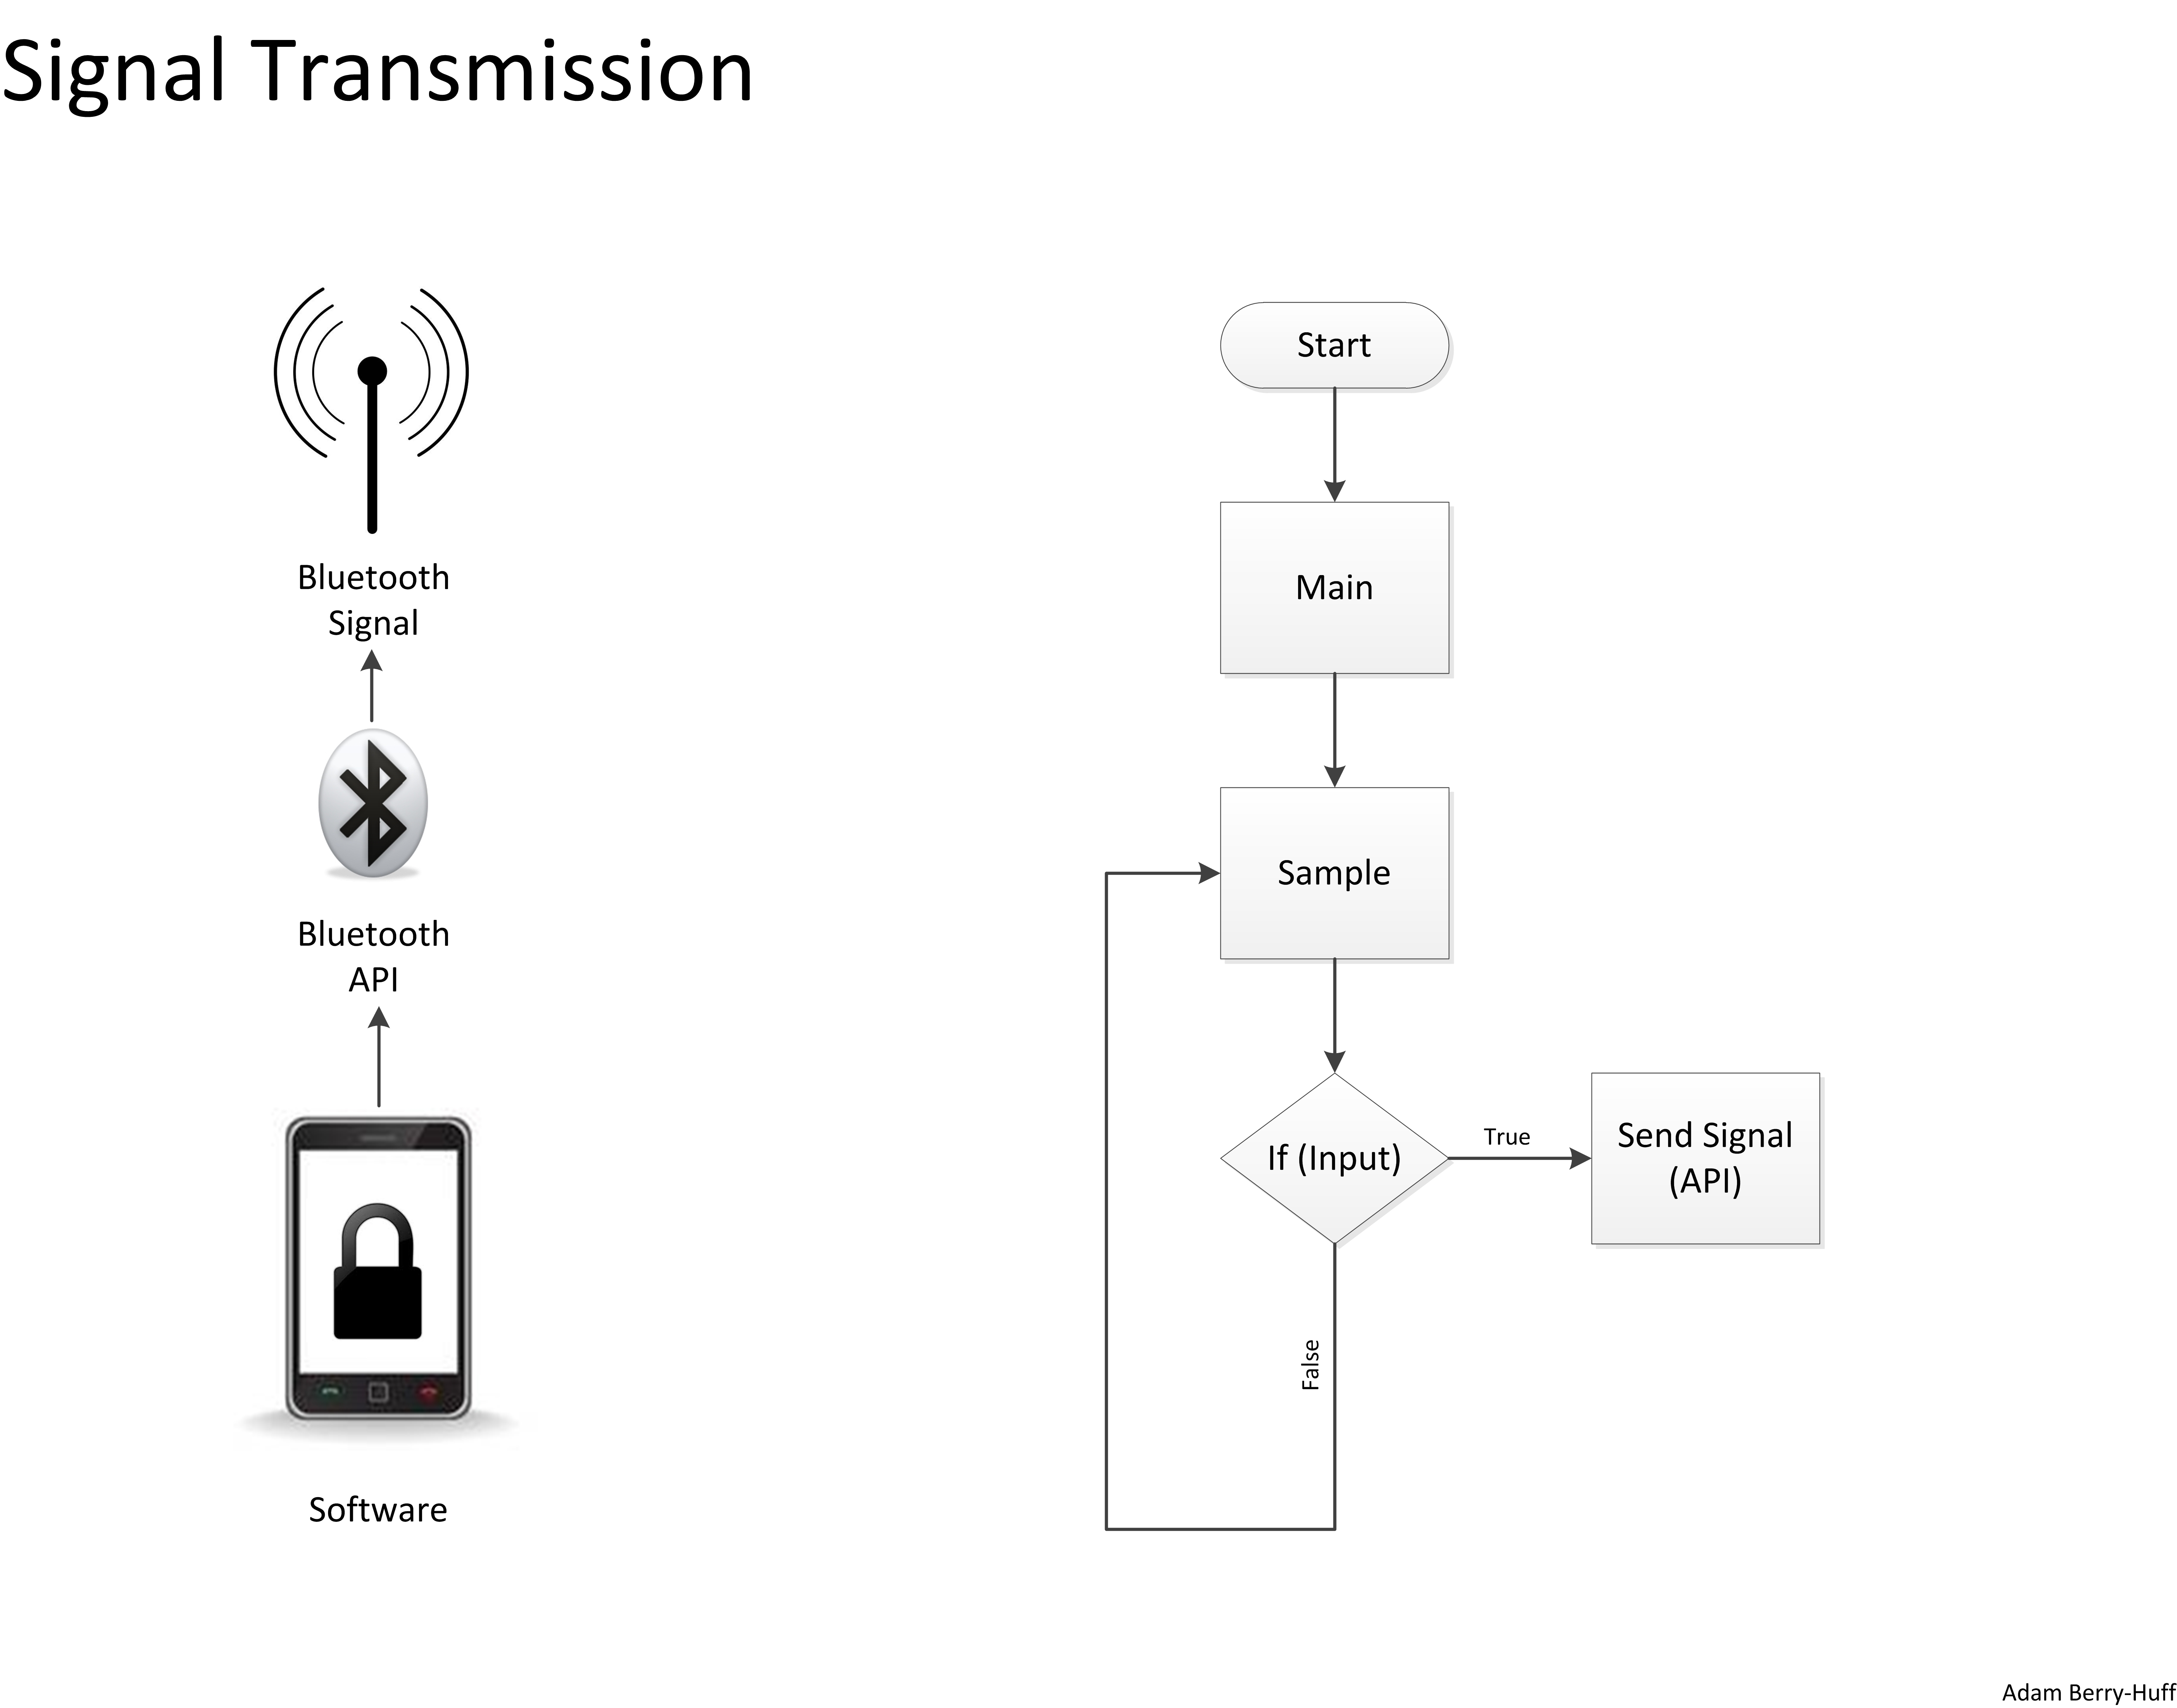 Signal Transmission
Bluetooth
Signal
Bluetooth
API
Software
Start
Main
Sample
If (Input)
True
Send Signal
(API)
False
Adam Berry-Huff